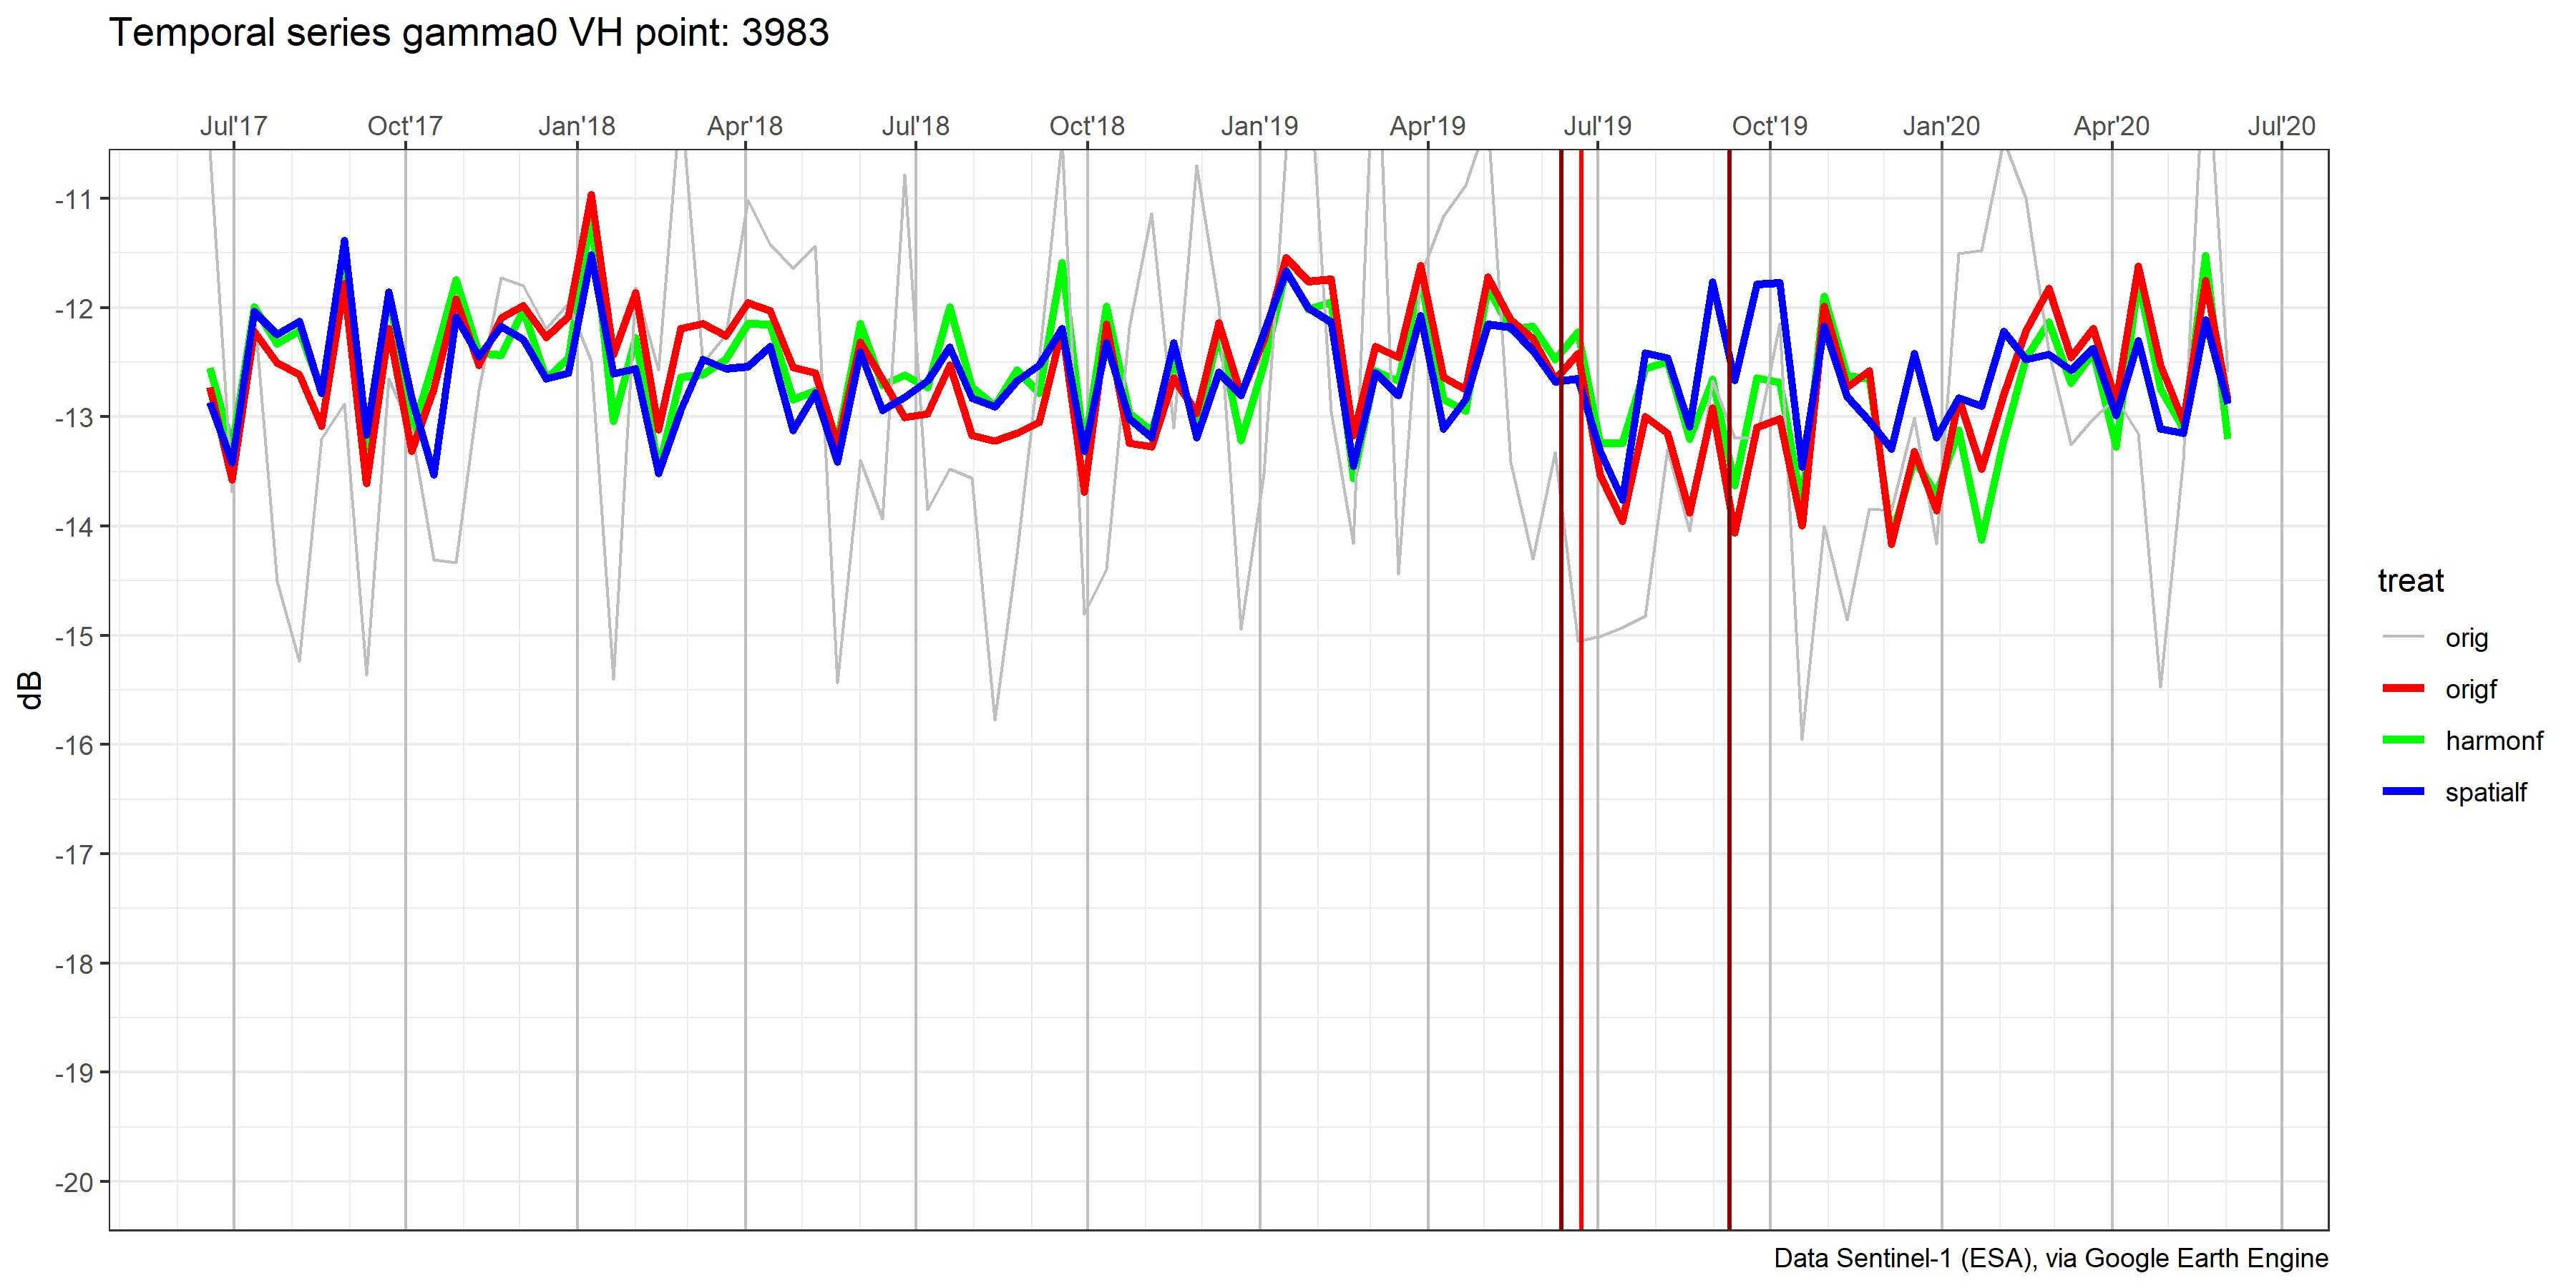 Temporal series gamma0 VH point: 3983
Jul'17 Oct'17 Jan'18 Apr'18 Jul'18 Oct'18 Jan'19 Apr'19 Jul'19 Oct'19 Jan'20 Apr'20 Jul'20
-11
-12
-13
-14
-15
-16
-17
-18
-19
-20
dB
treat
orig
origf
harmonf
spatialf
Data Sentinel-1 (ESA), via Google Earth Engine